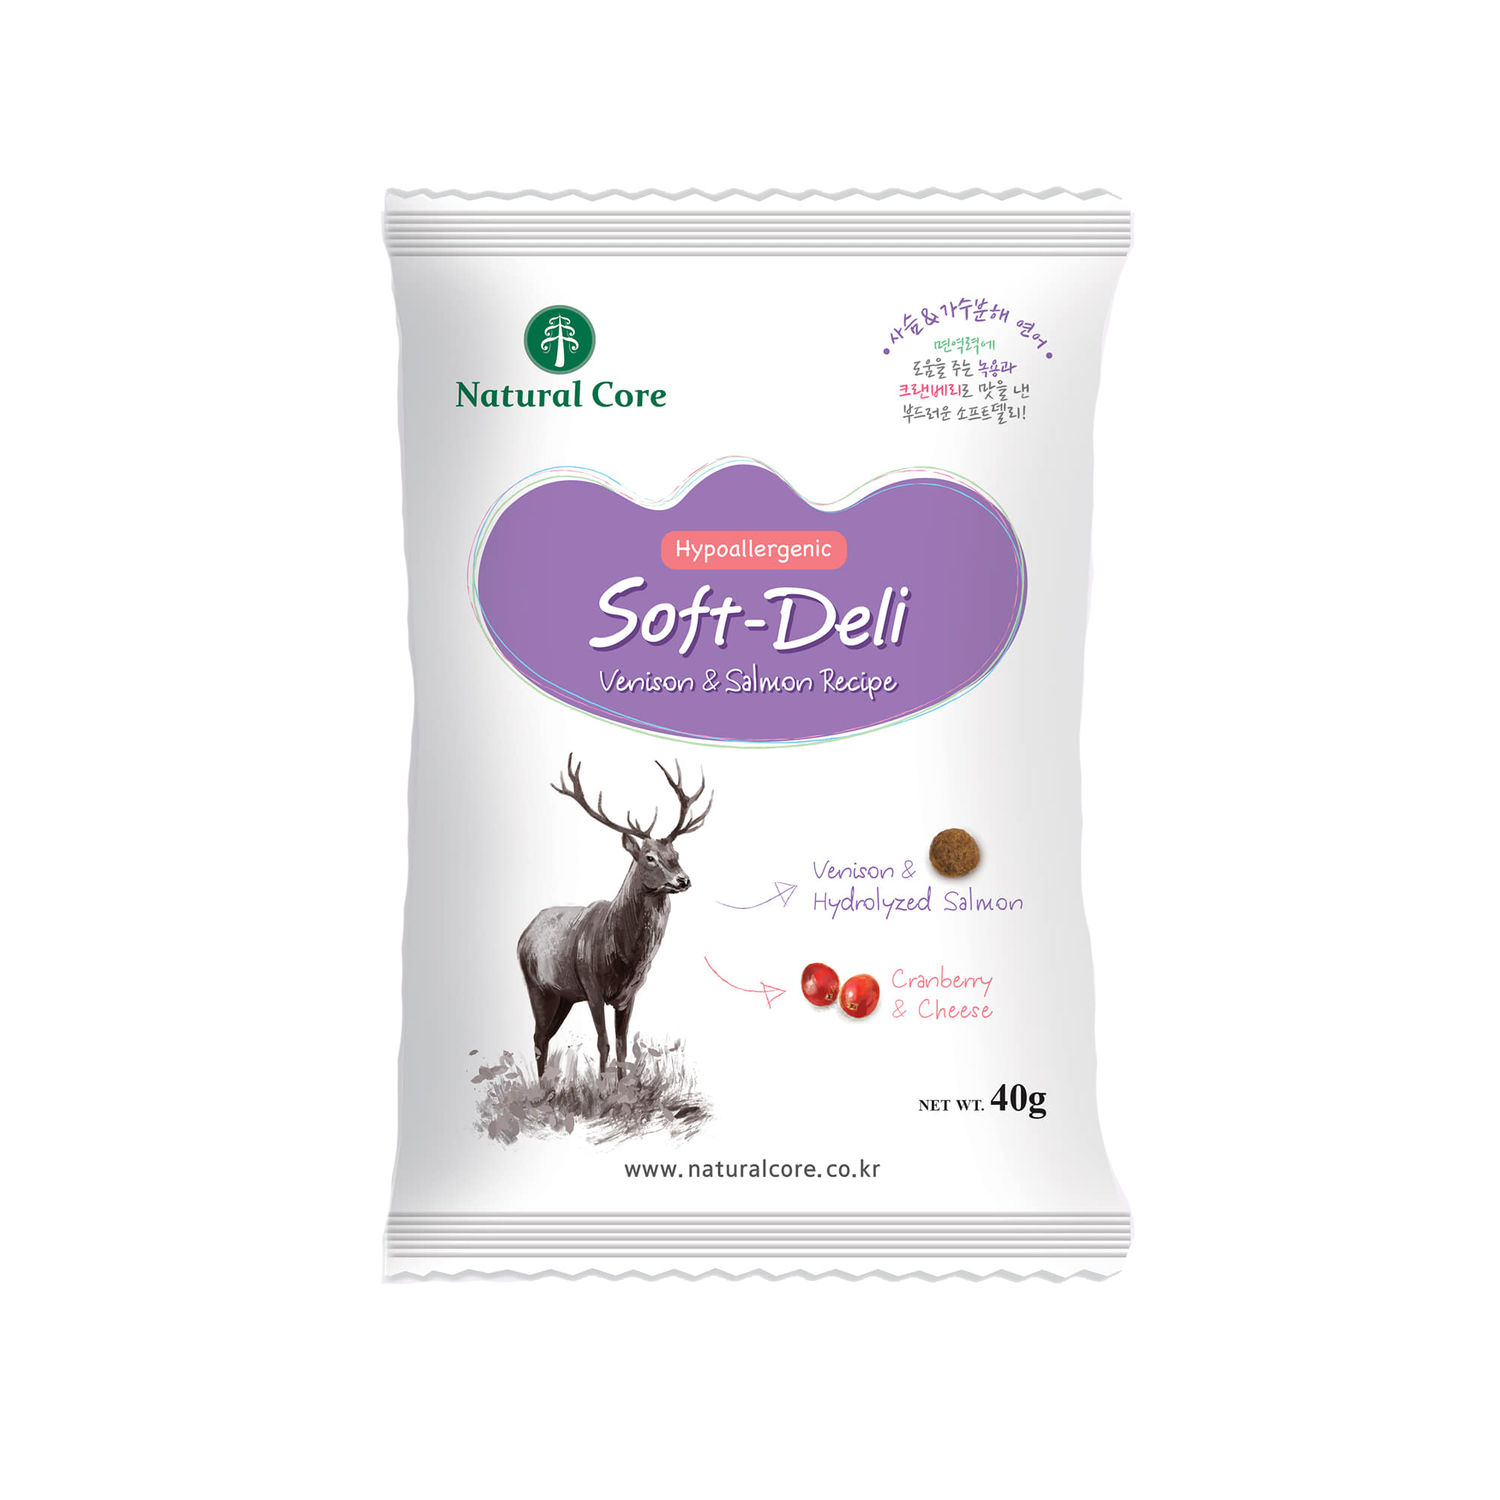 Natural Core
사슴&가수분해 연어
면역력에
도움을 주는 녹용과
크랜베리로 맛을 낸
부드러운 소프트델리!
Hypoallergenic
Soft-Deli
Venison & Salmon Recipe
Venison &
Hydrolyzed Salmon
Cranberry
& Cheese
NET WT. 40g
www.naturalcore.co.kr